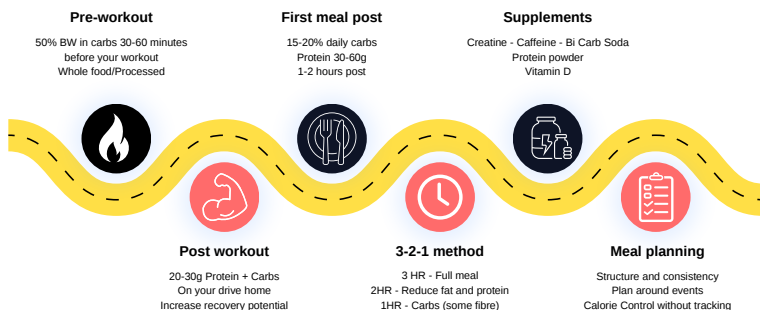 Pre-workout
50% BW in carbs 30-60 minutes
before your workout
Whole food/Processed
First meal post
15-20% daily carbs
Protein 30-60g
1-2 hours post
Supplements
Creatine - Caffeine - Bi Carb Soda
Protein powder
Vitamin D
Post workout
20-30g Protein + Carbs
On your drive home
Increase recovery potential
3-2-1 method
3 HR - Full meal
2HR - Reduce fat and protein
1HR - Carbs (some fibre)
Meal planning
Structure and consistency
Plan around events
Calorie Control without tracking